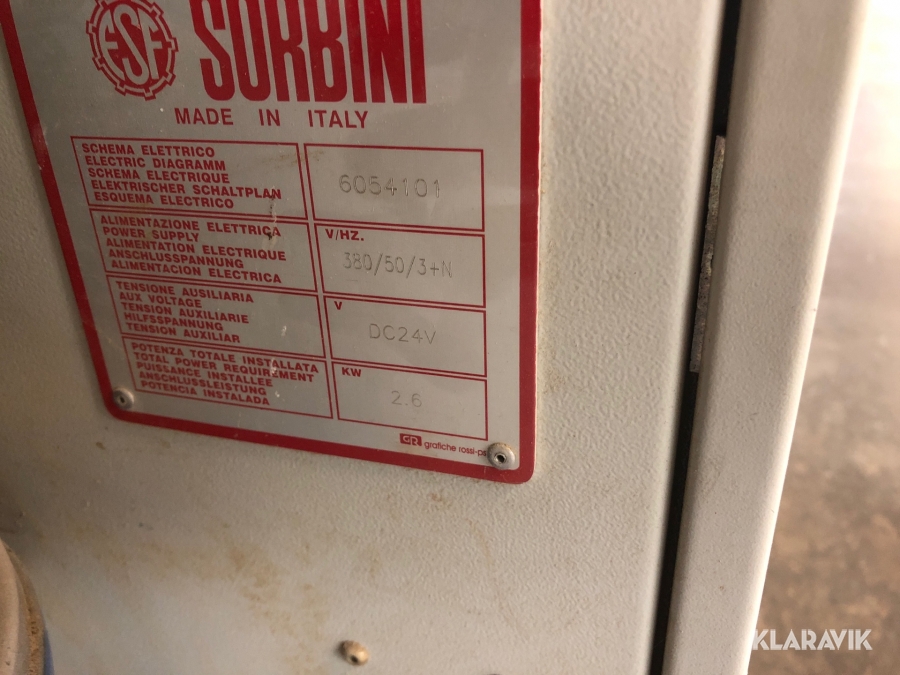 ESF
SORBINI
MADE IN ITALY
SCHEMA ELETTRICO
ELECTRIC DIAGRAMM
SCHEMA ELECTRIQUE
ELEKTRISCHER SCHALTPLAN
ESQUEMA ELECTRICO
6054101
ALIMENTAZIONE ELETTRICA
POWER SUPPLY
ALIMENTATION ELECTRIQUE
ANSCHLUSSPANNUNG
ALIMENTACION ELECTRICA
V/HZ.
380/50/3+N
TENSIONE AUSILIARIA
AUX VOLTAGE
TENSION AUXILIARIE
HILFSSPANNUNG
TENSION AUXILIAR
V
DC24V
POTENZA TOTALE INSTALLATA
TOTAL POWER REQUIREMENT
PUISSANCE INSTALLEE
ANSCHLUSSLEISTUNG
POTENCIA INSTALADA
KW
2.6
GR grafiche rossi-ps
KLARAVIK